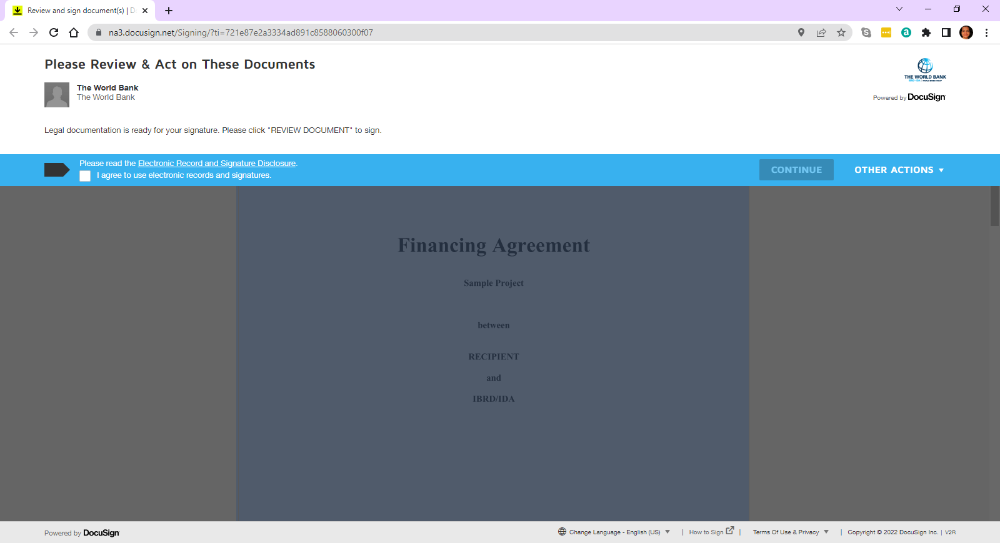 Review and sign document(s) | D
na3.docusign.net/Signing/?ti=721e87e2a3334ad891c8588060300f07
Please Review & Act on These Documents
The World Bank
The World Bank
THE WORLD BANK
Powered by DocuSign
Legal documentation is ready for your signature. Please click "REVIEW DOCUMENT" to sign.
Please read the Electronic Record and Signature Disclosure.
I agree to use electronic records and signatures.
CONTINUE
OTHER ACTIONS
Financing Agreement
Sample Project
between
RECIPIENT
and
IBRD/IDA
Powered by DocuSign
Change Language - English (US) | How to Sign | Terms Of Use & Privacy | Copyright © 2022 DocuSign Inc. | V2R